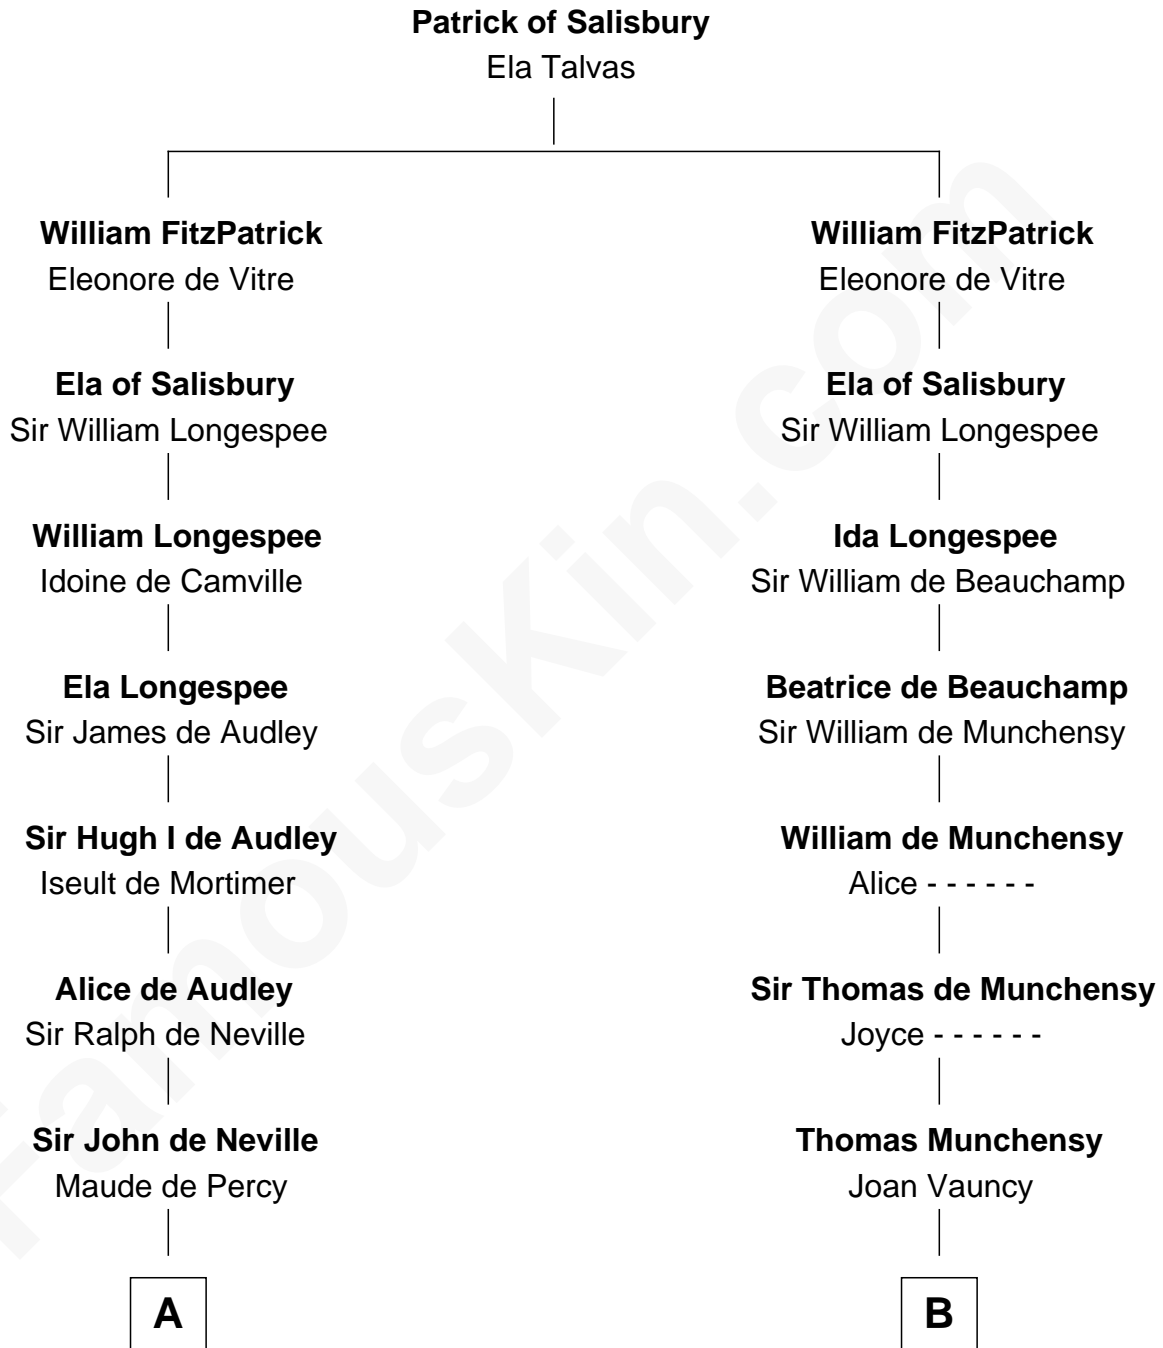 Patrick of Salisbury
Ela Talvas
William FitzPatrick
Eleonore de Vitre
Ela of Salisbury
Sir William Longespee
William Longespee
Idoine de Camville
Ela Longespee
Sir James de Audley
Sir Hugh I de Audley
Iseult de Mortimer
Alice de Audley
Sir Ralph de Neville
Sir John de Neville
Maude de Percy
A
William FitzPatrick
Eleonore de Vitre
Ela of Salisbury
Sir William Longespee
Ida Longespee
Sir William de Beauchamp
Beatrice de Beauchamp
Sir William de Munchensy
William de Munchensy
Alice - - - - - -
Sir Thomas de Munchensy
Joyce - - - - - -
Thomas Munchensy
Joan Vauncy
B
FamousKin.com